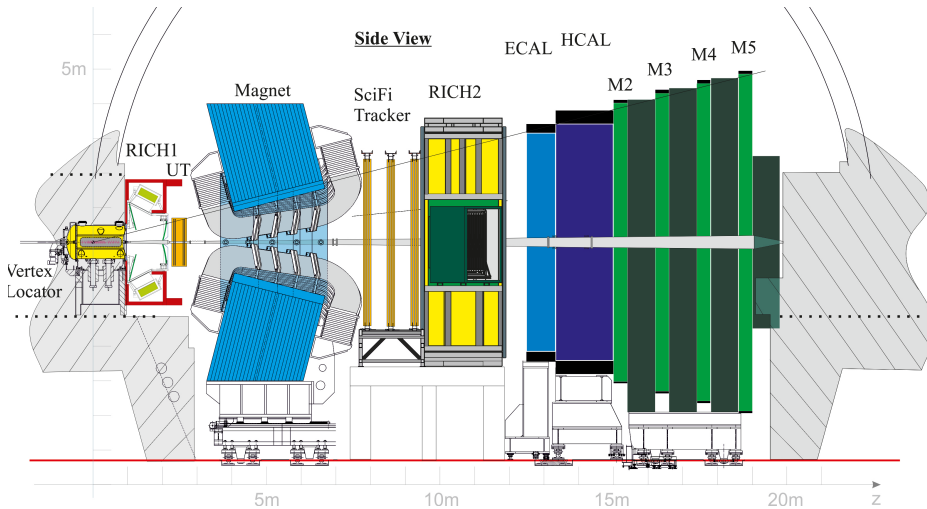 Side View
ECAL
HCAL
M5
M4
M3
M2
5m
Magnet
SciFi
Tracker
RICH2
RICH1
UT
Vertex
Locator
5m
10m
15m
20m
z